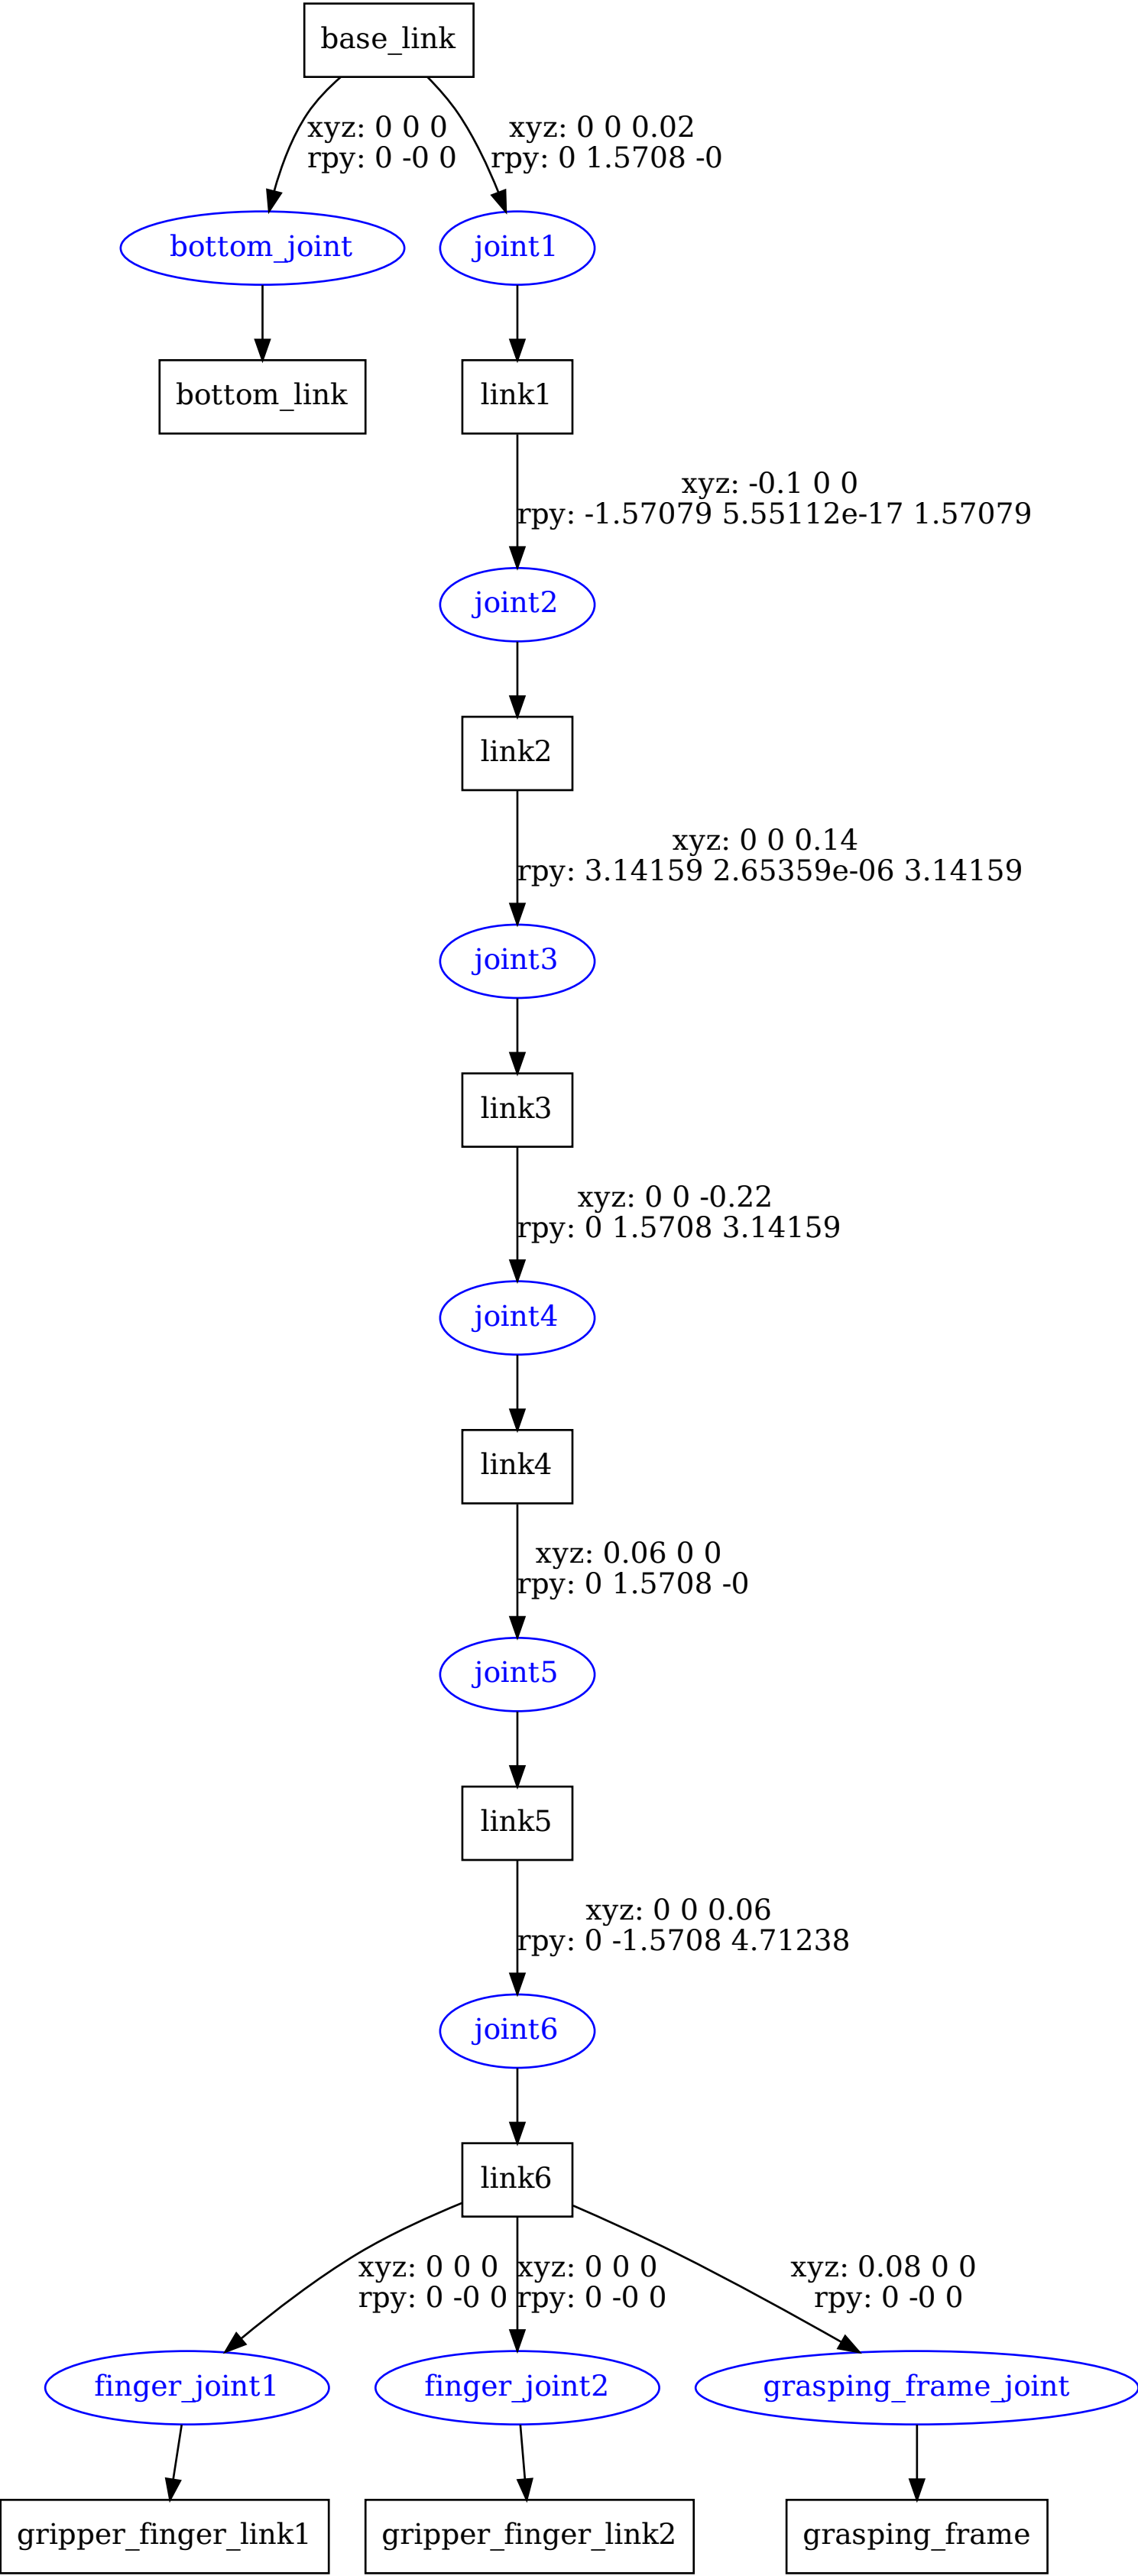 base_link
xyz: 0 0 0
rpy: 0 -0 0
xyz: 0 0 0.02
rpy: 0 1.5708 -0
bottom_joint
joint1
bottom_link
link1
xyz: -0.1 0 0
rpy: -1.57079 5.55112e-17 1.57079
joint2
link2
xyz: 0 0 0.14
rpy: 3.14159 2.65359e-06 3.14159
joint3
link3
xyz: 0 0 -0.22
rpy: 0 1.5708 3.14159
joint4
link4
xyz: 0.06 0 0
rpy: 0 1.5708 -0
joint5
link5
xyz: 0 0 0.06
rpy: 0 -1.5708 4.71238
joint6
link6
xyz: 0 0 0
rpy: 0 -0 0
xyz: 0 0 0
rpy: 0 -0 0
xyz: 0.08 0 0
rpy: 0 -0 0
finger_joint1
finger_joint2
grasping_frame_joint
gripper_finger_link1
gripper_finger_link2
grasping_frame